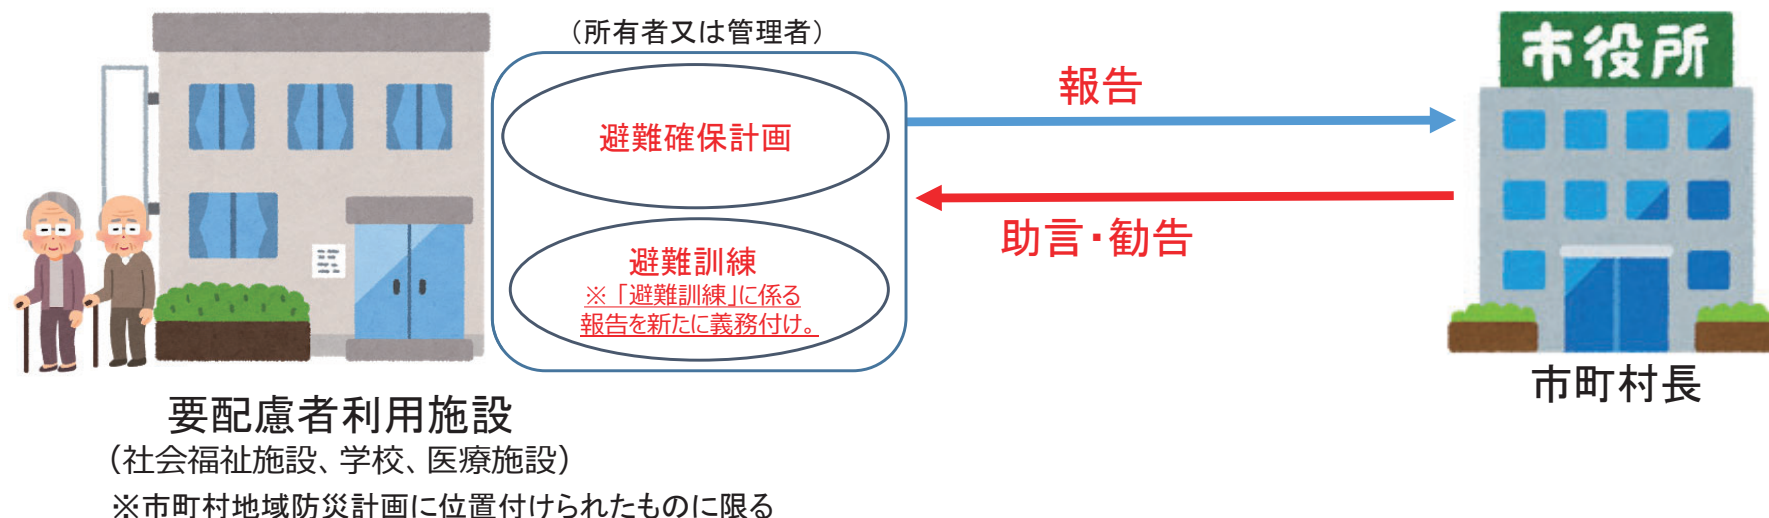 （所有者又は管理者）
市役所
報告
避難確保計画
助言・勧告
避難訓練
※「避難訓練」に係る
報告を新たに義務付け。
市町村長
要配慮者利用施設
（社会福祉施設、学校、医療施設）
※市町村地域防災計画に位置付けられたものに限る